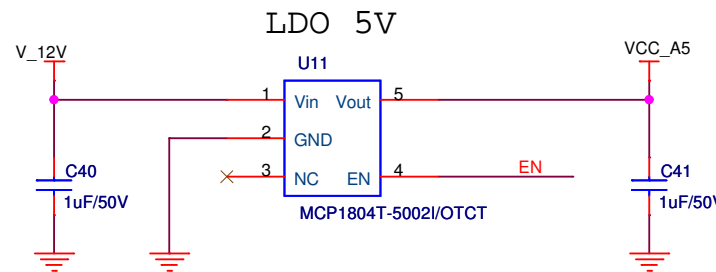 LDO 5V
V_12V
U11
VCC_A5
1 Vin Vout 5
2 GND
3 NC EN 4
EN
C40
1uF/50V
C41
1uF/50V
MCP1804T-5002I/OTCT